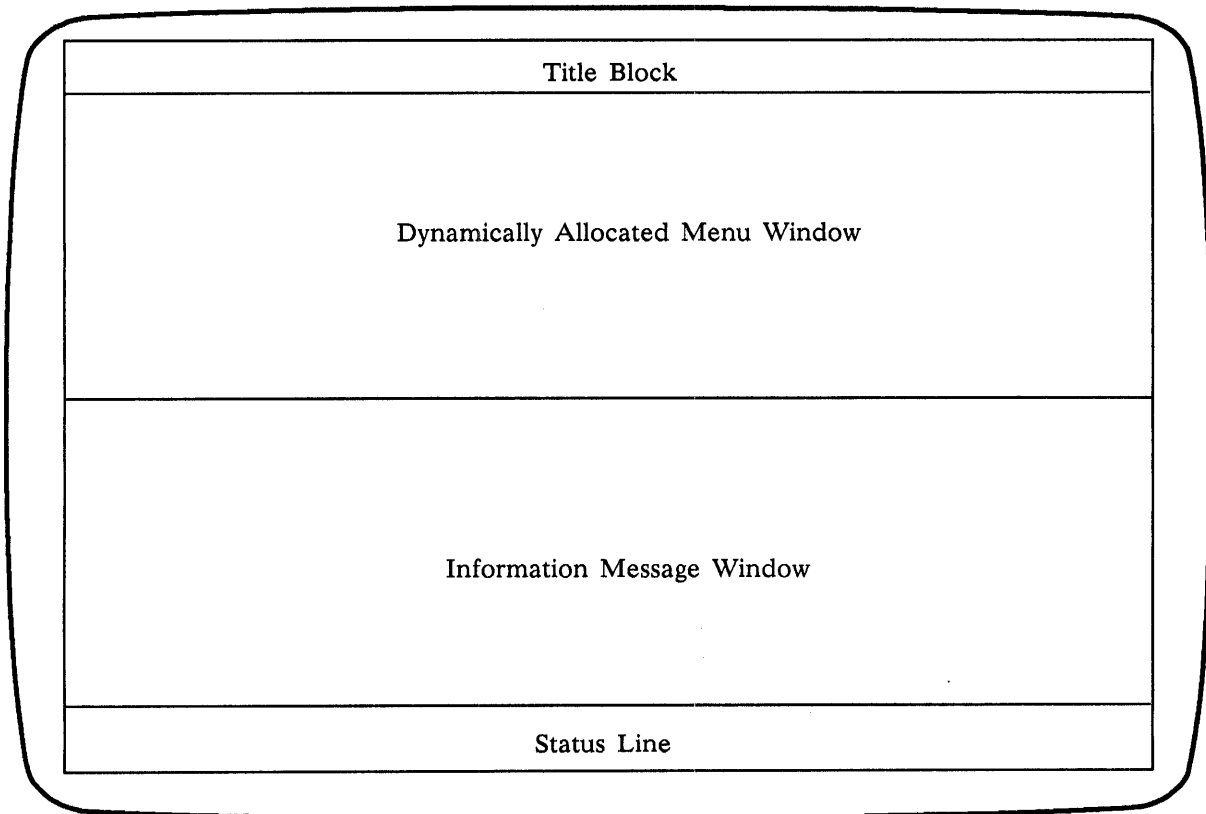 Title Block
Dynamically Allocated Menu Window
Information Message Window
Status Line